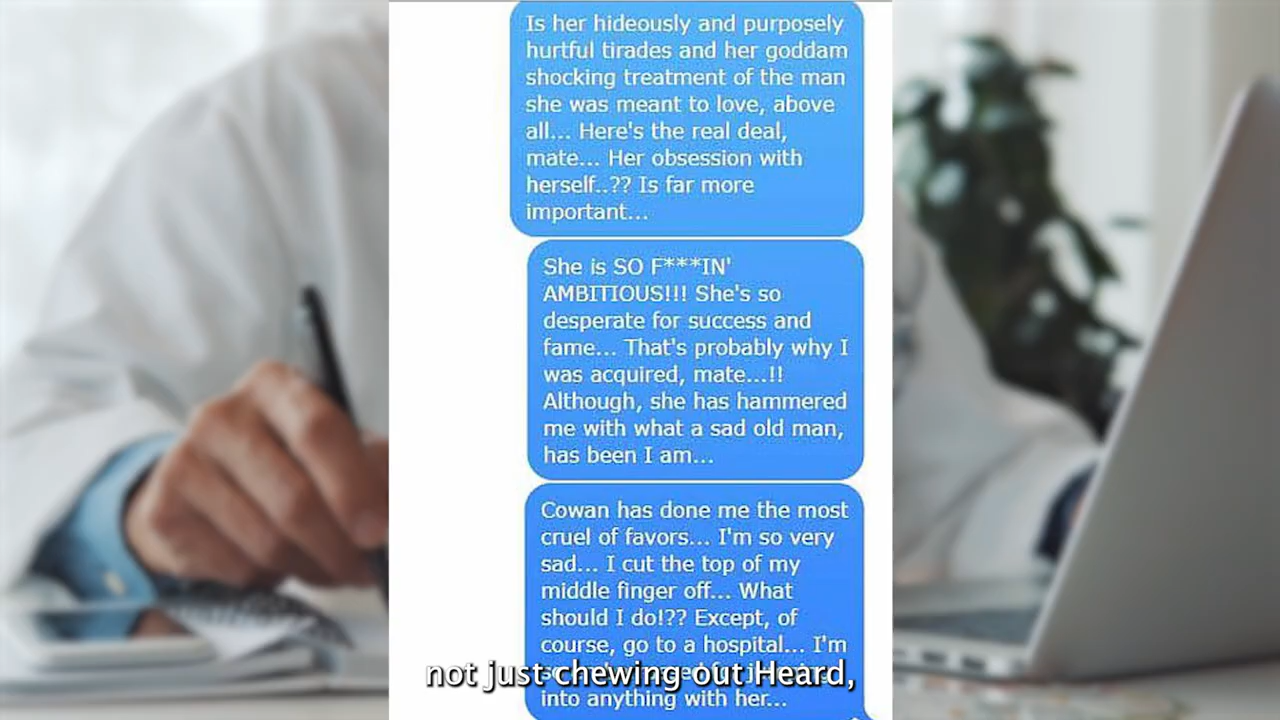 Is her hideously and purposely
hurtful tirades and her goddam
shocking treatment of the man
she was meant to love, above
all... Here's the real deal,
mate... Her obsession with
herself..?? Is far more
important...
She is SO F***IN'
AMBITIOUS!!! She's so
desperate for success and
fame... That's probably why I
was acquired, mate...!!
Although, she has hammered
me with what a sad old man,
has been I am...
Cowan has done me the most
cruel of favors... I'm so very
sad... I cut the top of my
middle finger off... What
should I do!?? Except, of
course, go to a hospital... I'm
into anything with her...
not just chewing out Heard,